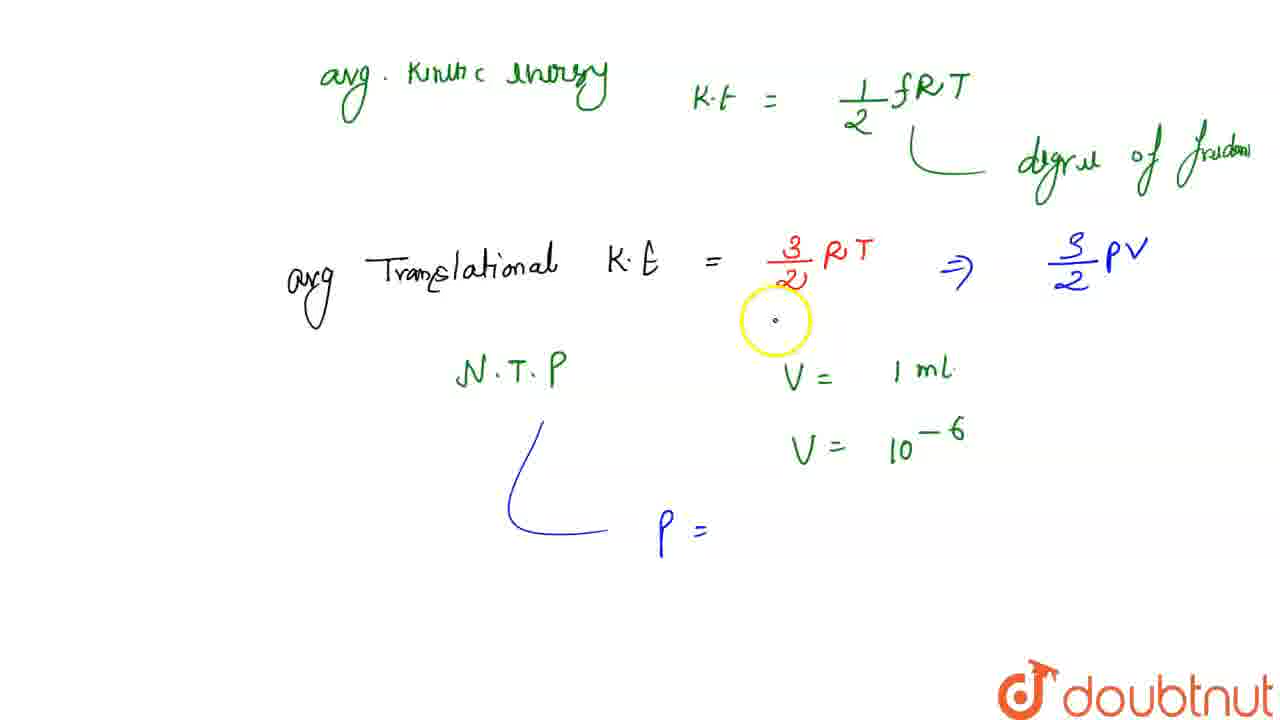 avg. Kinetic energy K.E = 1/2 fRT
degree of freedom
avg Translational K.E = 3/2 RT ⇒ 3/2 PV
N.T.P V = 1 ml.
V = 10^-6
P =
doubtnut